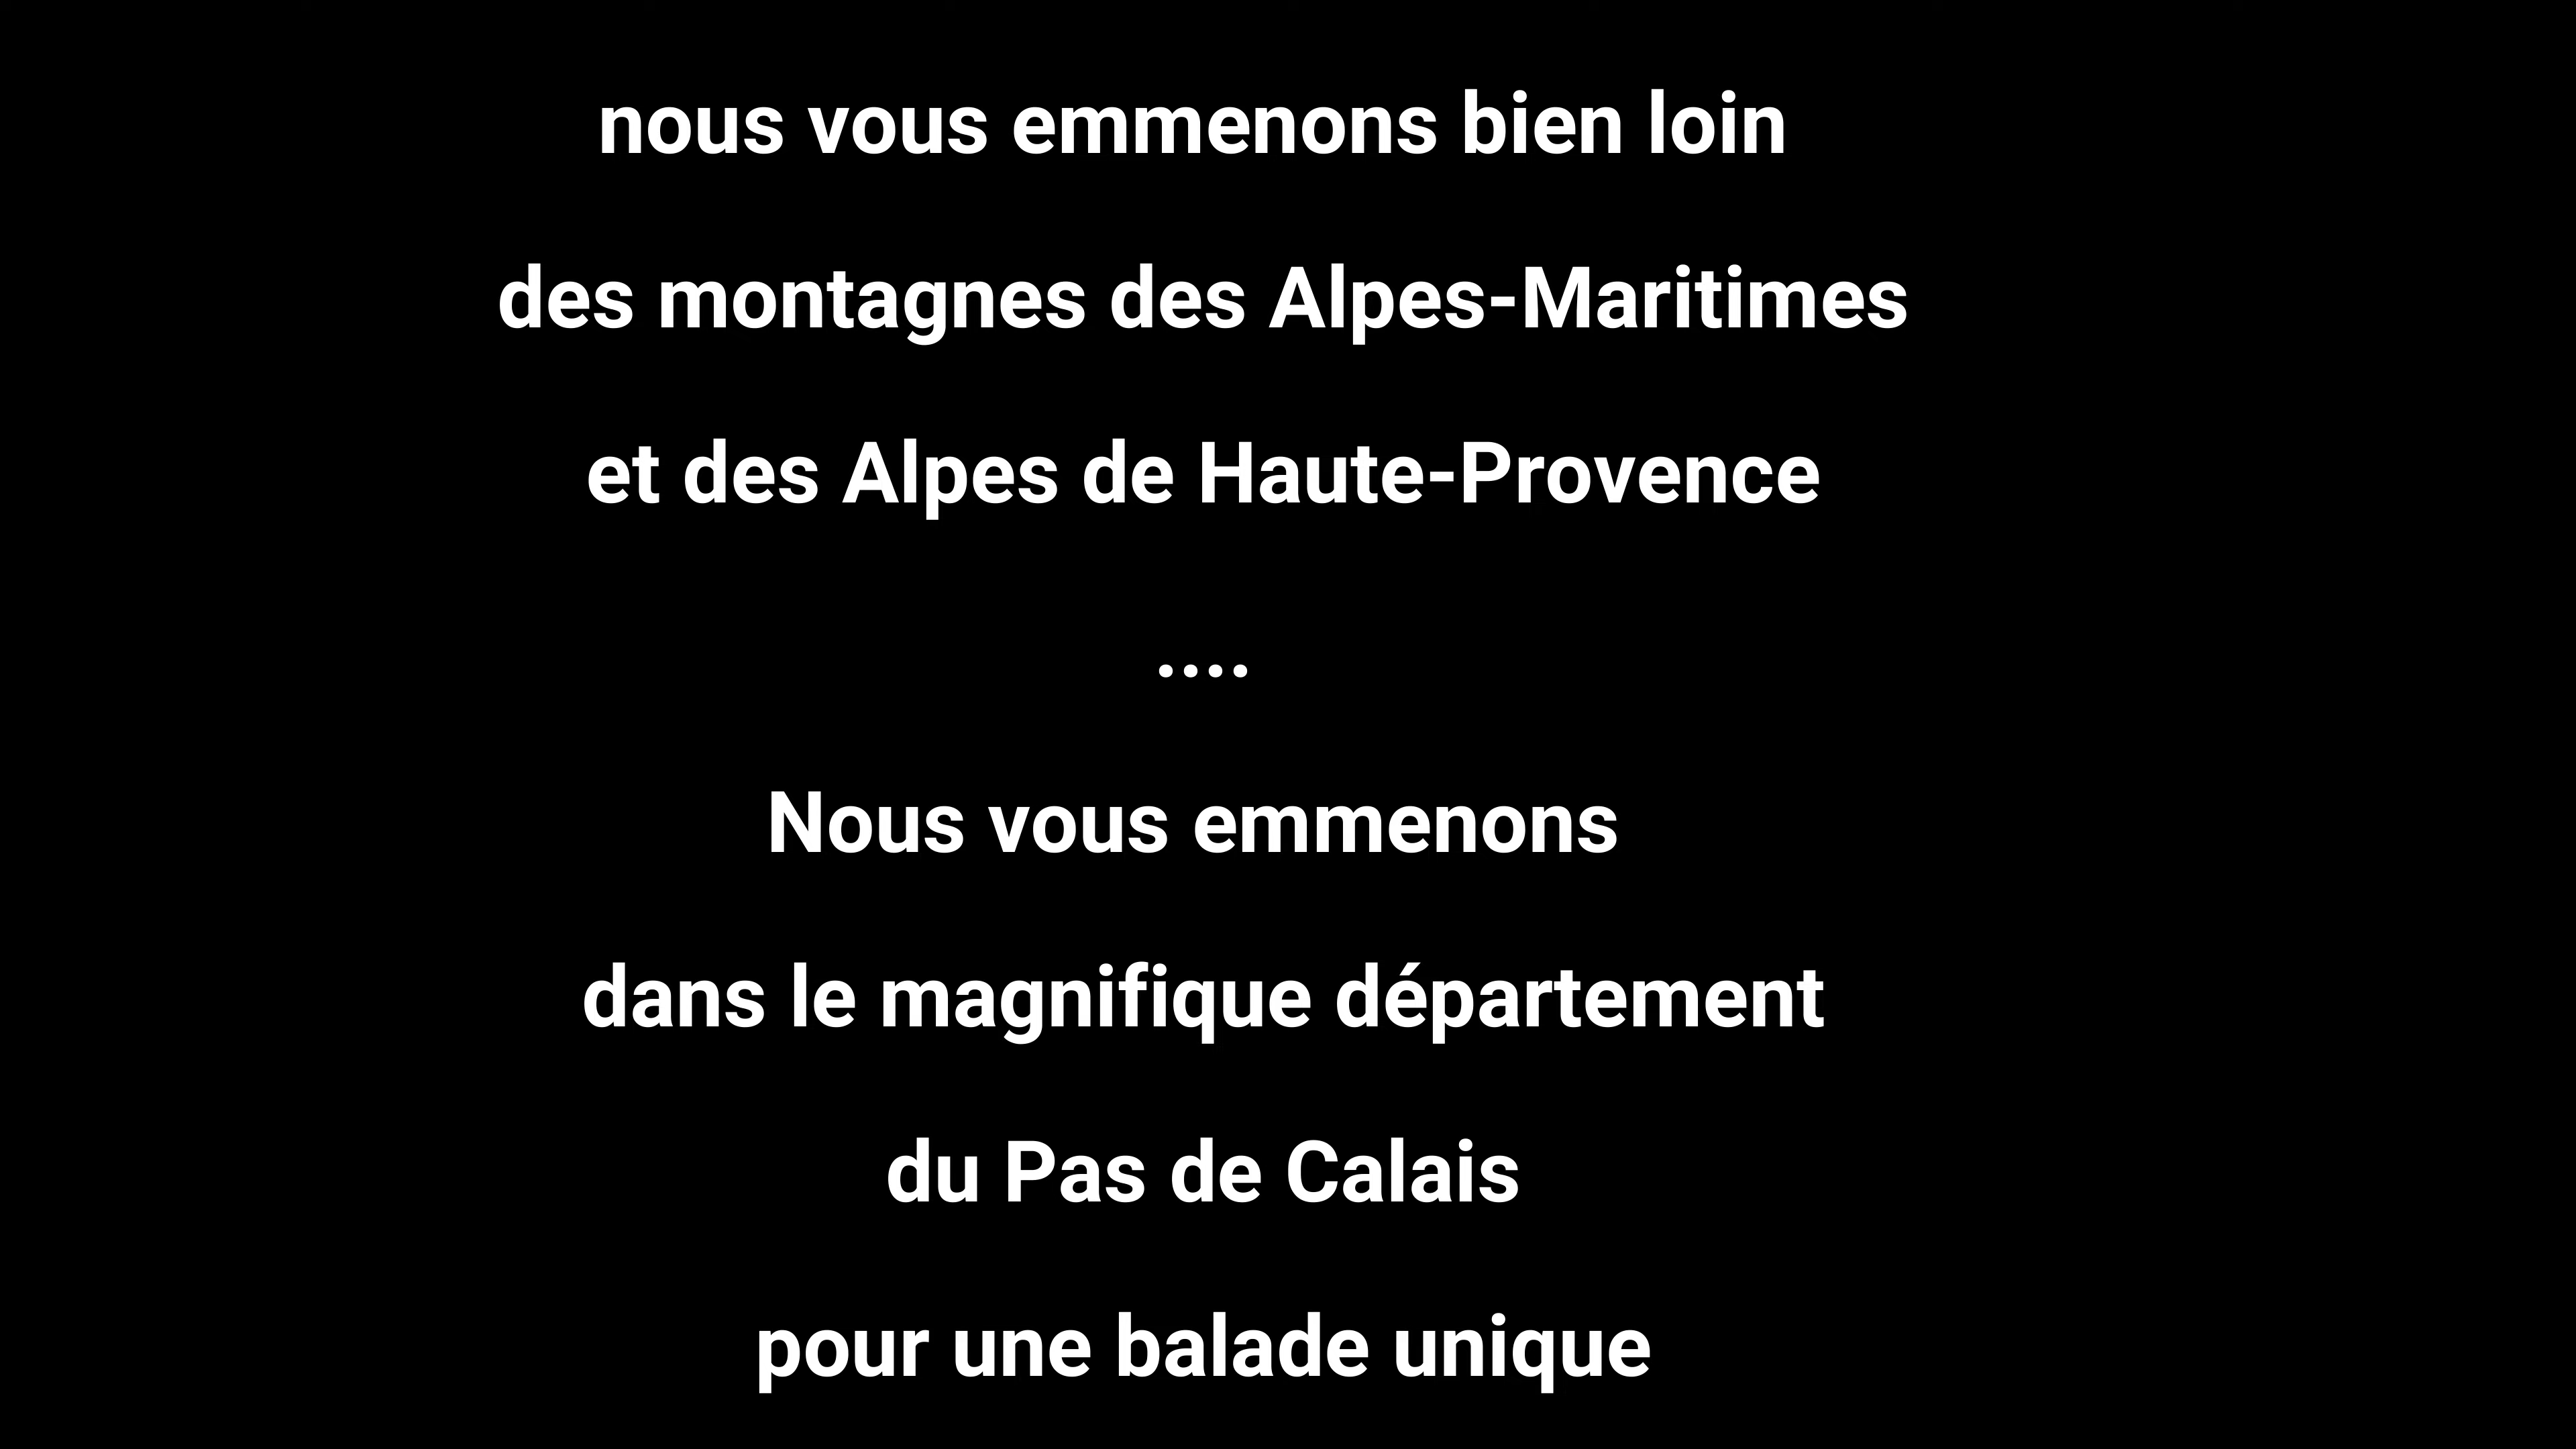 nous vous emmenons bien loin
des montagnes des Alpes-Maritimes
et des Alpes de Haute-Provence
....
Nous vous emmenons
dans le magnifique département
du Pas de Calais
pour une balade unique